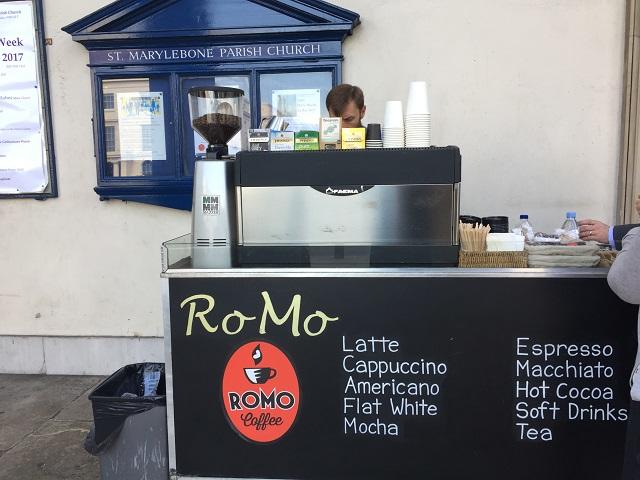 ST. MARYLEBONE PARISH CHURCH
Week
2017
FAEMA
RoMo
ROMO
Coffee
Latte
Cappuccino
Americano
Flat White
Mocha
Espresso
Macchiato
Hot Cocoa
Soft Drinks
Tea